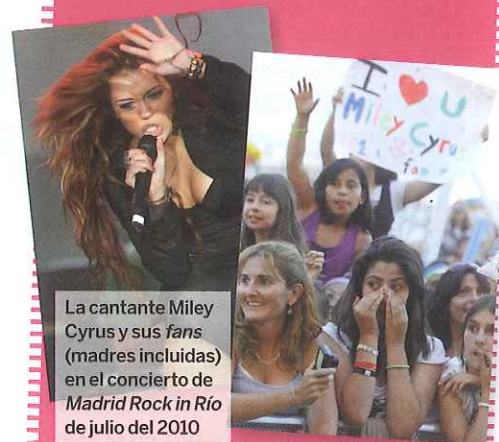 I ♥ U
Miley Cyrus
fan
La cantante Miley
Cyrus y sus fans
(madres incluidas)
en el concierto de
Madrid Rock in Río
de julio del 2010